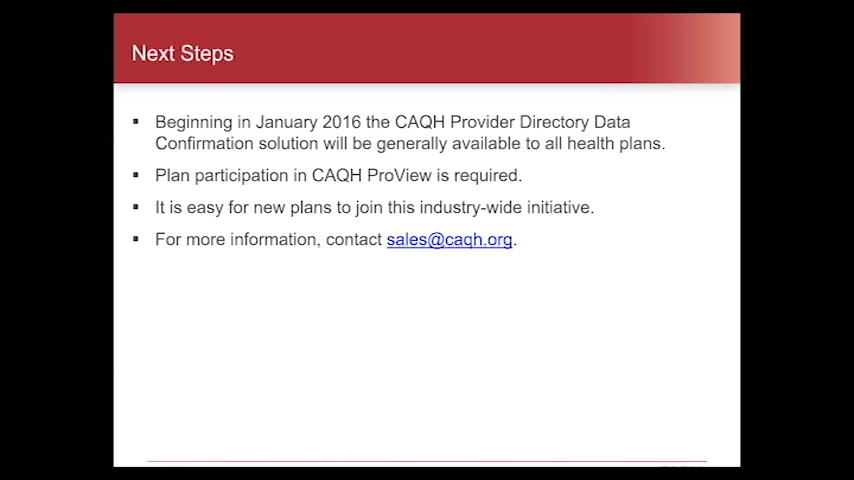 Next Steps
Beginning in January 2016 the CAQH Provider Directory Data
Confirmation solution will be generally available to all health plans.
Plan participation in CAQH ProView is required.
It is easy for new plans to join this industry-wide initiative.
For more information, contact sales@caqh.org.